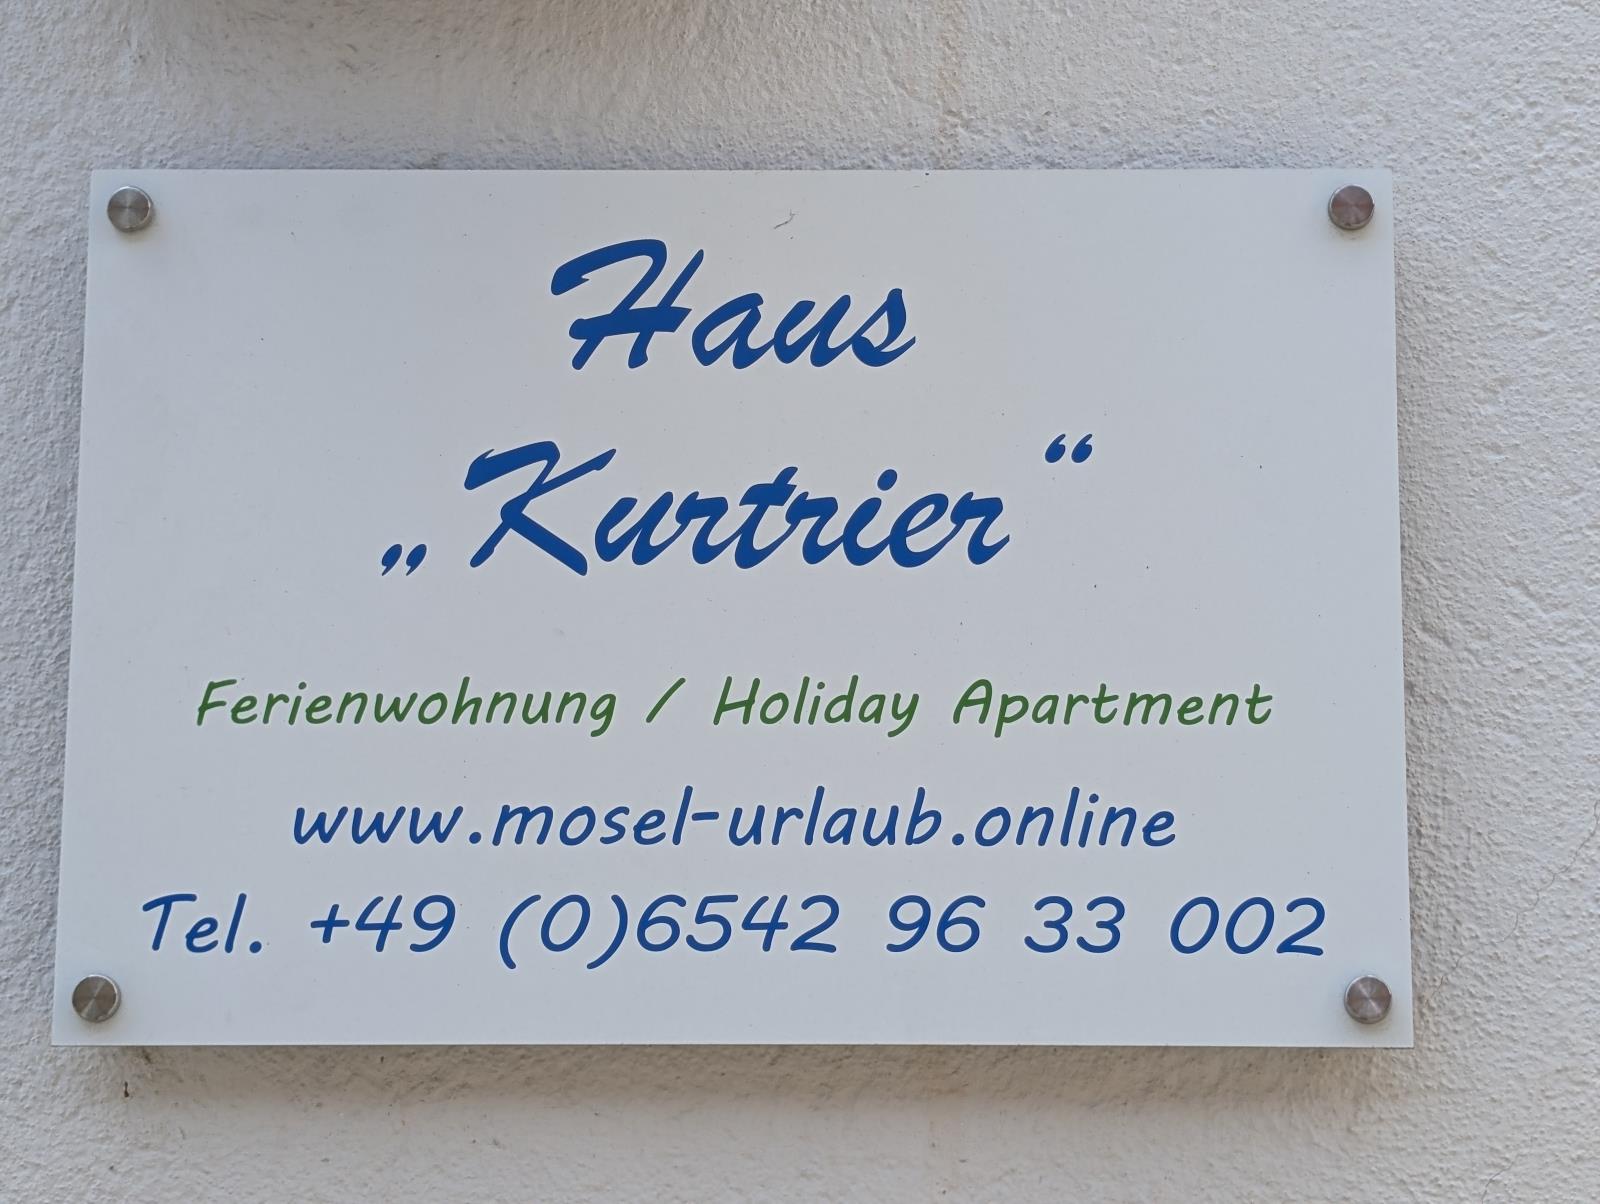 Haus
„Kurtrier“
Ferienwohnung / Holiday Apartment
www.mosel-urlaub.online
Tel. +49 (0)6542 96 33 002